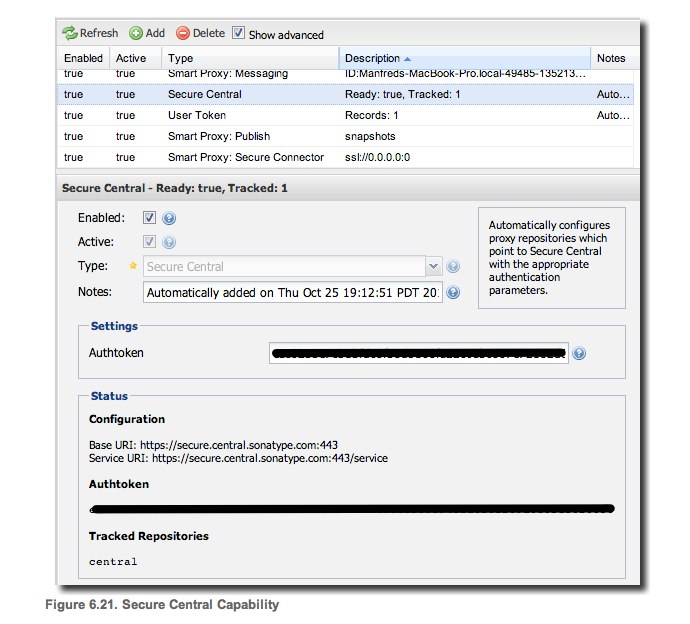 Refresh Add Delete Show advanced
Enabled Active Type Description Notes
true true Smart Proxy: Messaging ID:Manfreds-MacBook-Pro.local-49485-135213...
true true Secure Central Ready: true, Tracked: 1 Auto...
true true User Token Records: 1 Auto...
true true Smart Proxy: Publish snapshots
true true Smart Proxy: Secure Connector ssl://0.0.0.0:0
Secure Central - Ready: true, Tracked: 1
Enabled:
Active:
Type: Secure Central
Notes: Automatically added on Thu Oct 25 19:12:51 PDT 20
Automatically configures
proxy repositories which
point to Secure Central
with the appropriate
authentication
parameters.
Settings
Authtoken
Status
Configuration
Base URI: https://secure.central.sonatype.com:443
Service URI: https://secure.central.sonatype.com:443/service
Authtoken
Tracked Repositories
central
Figure 6.21. Secure Central Capability